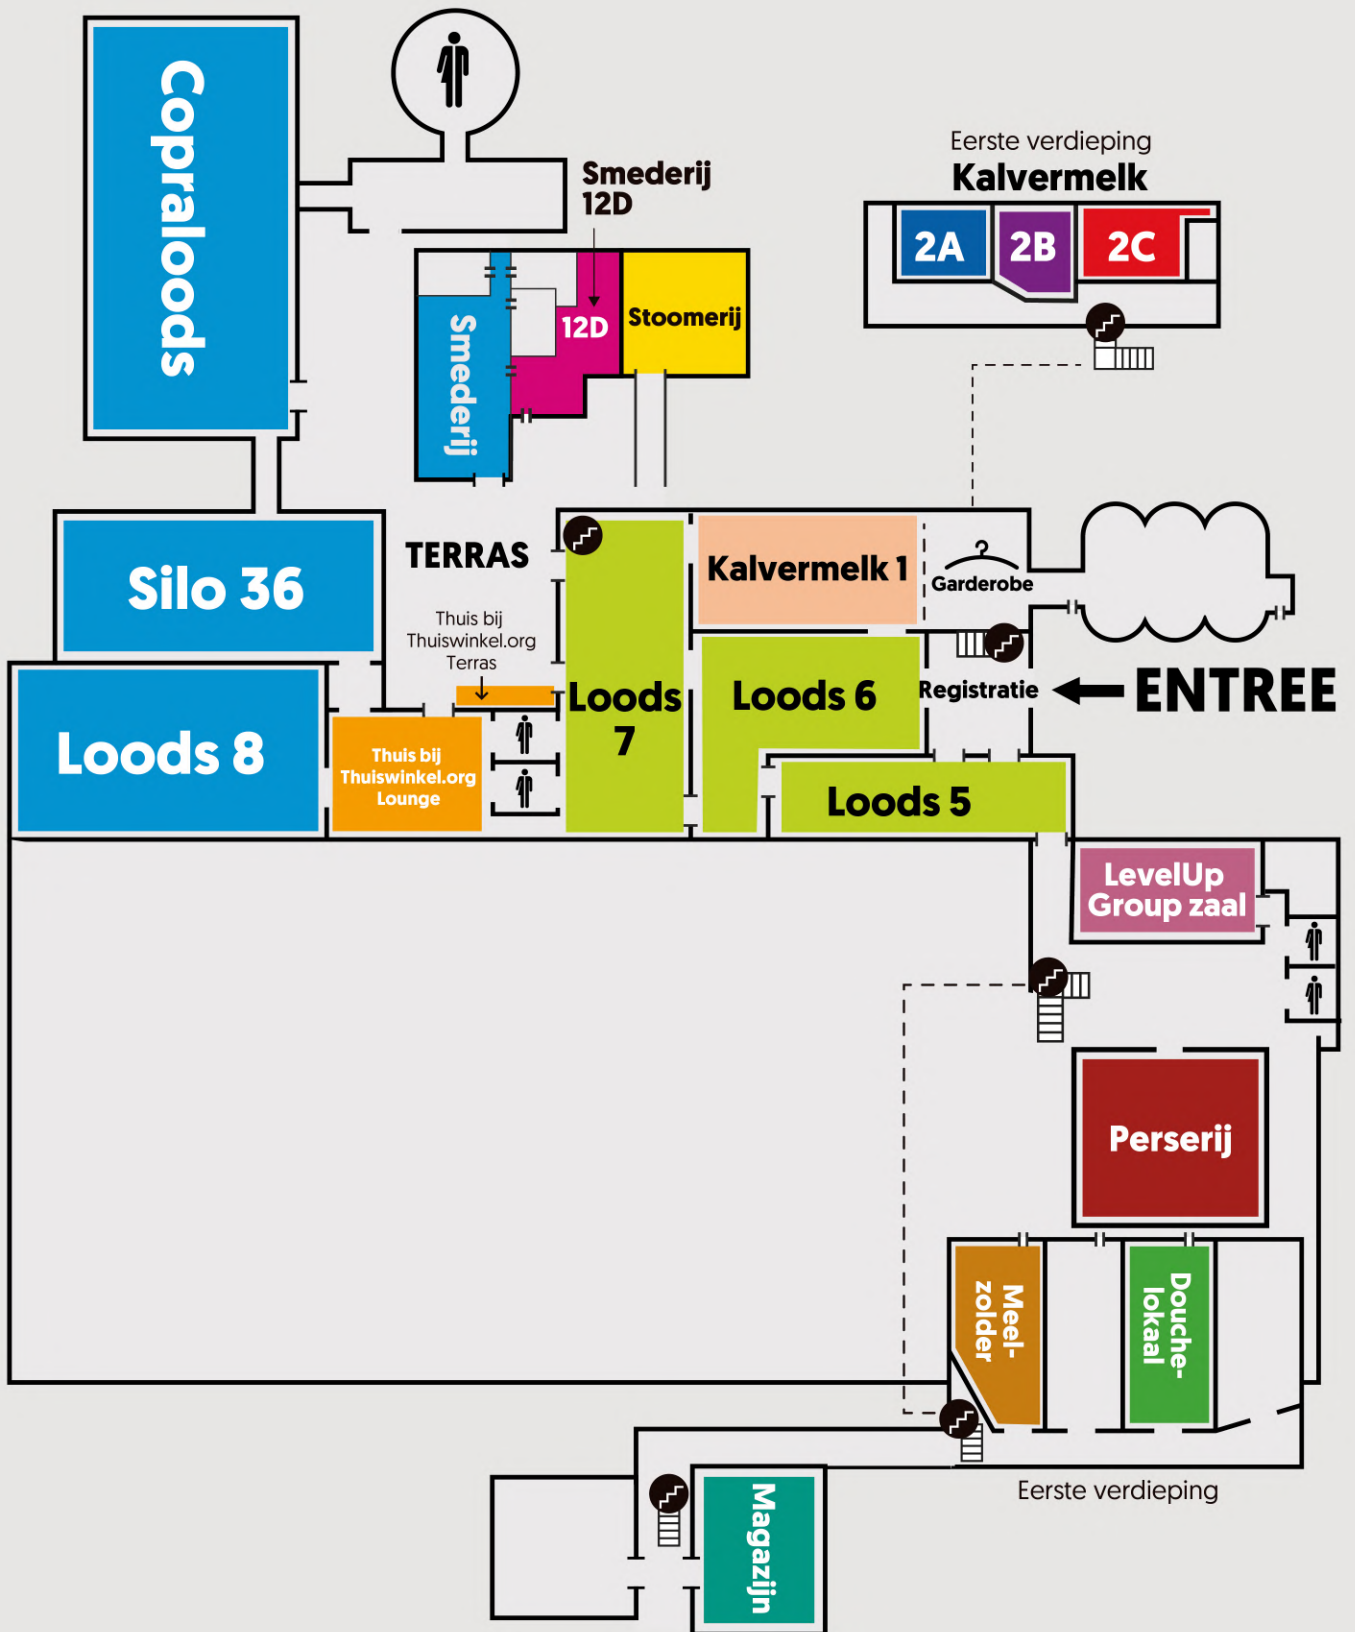 Copraloods
Eerste verdieping
Kalvermelk
2A
2B
2C
Smederij
12D
12D
Stoomerij
Smederij
Silo 36
TERRAS
Thuis bij
Thuiswinkel.org
Terras
Kalvermelk 1
Garderobe
Loods 8
Thuis bij
Thuiswinkel.org
Lounge
Loods
7
Loods 6
Registratie
ENTREE
Loods 5
LevelUp
Group zaal
Perserij
Meel-
zolder
Douche-
lokaal
Eerste verdieping
Magazijn